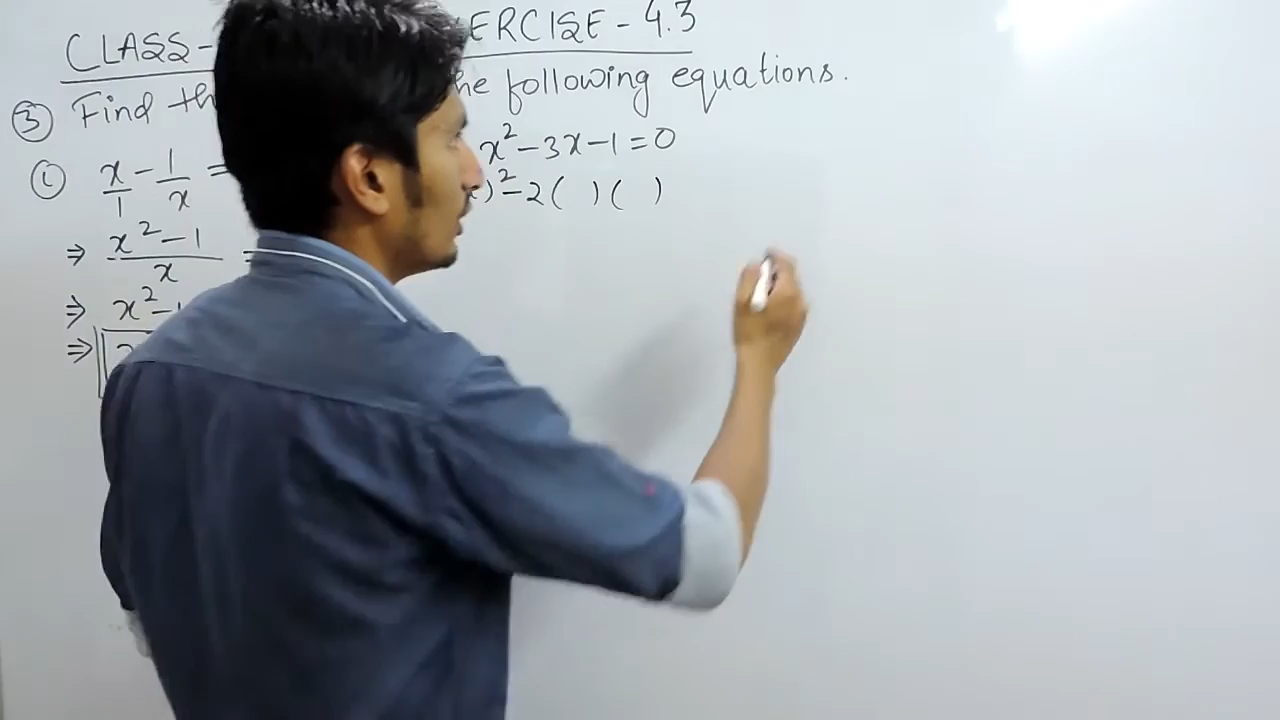 CLASS- ERCISE - 4.3
③ Find th he following equations.
① x/1 - 1/x =
x² - 3x - 1 = 0
)² - 2 ( ) ( )
⇒ x² - 1 / x =
⇒ x² -
⇒